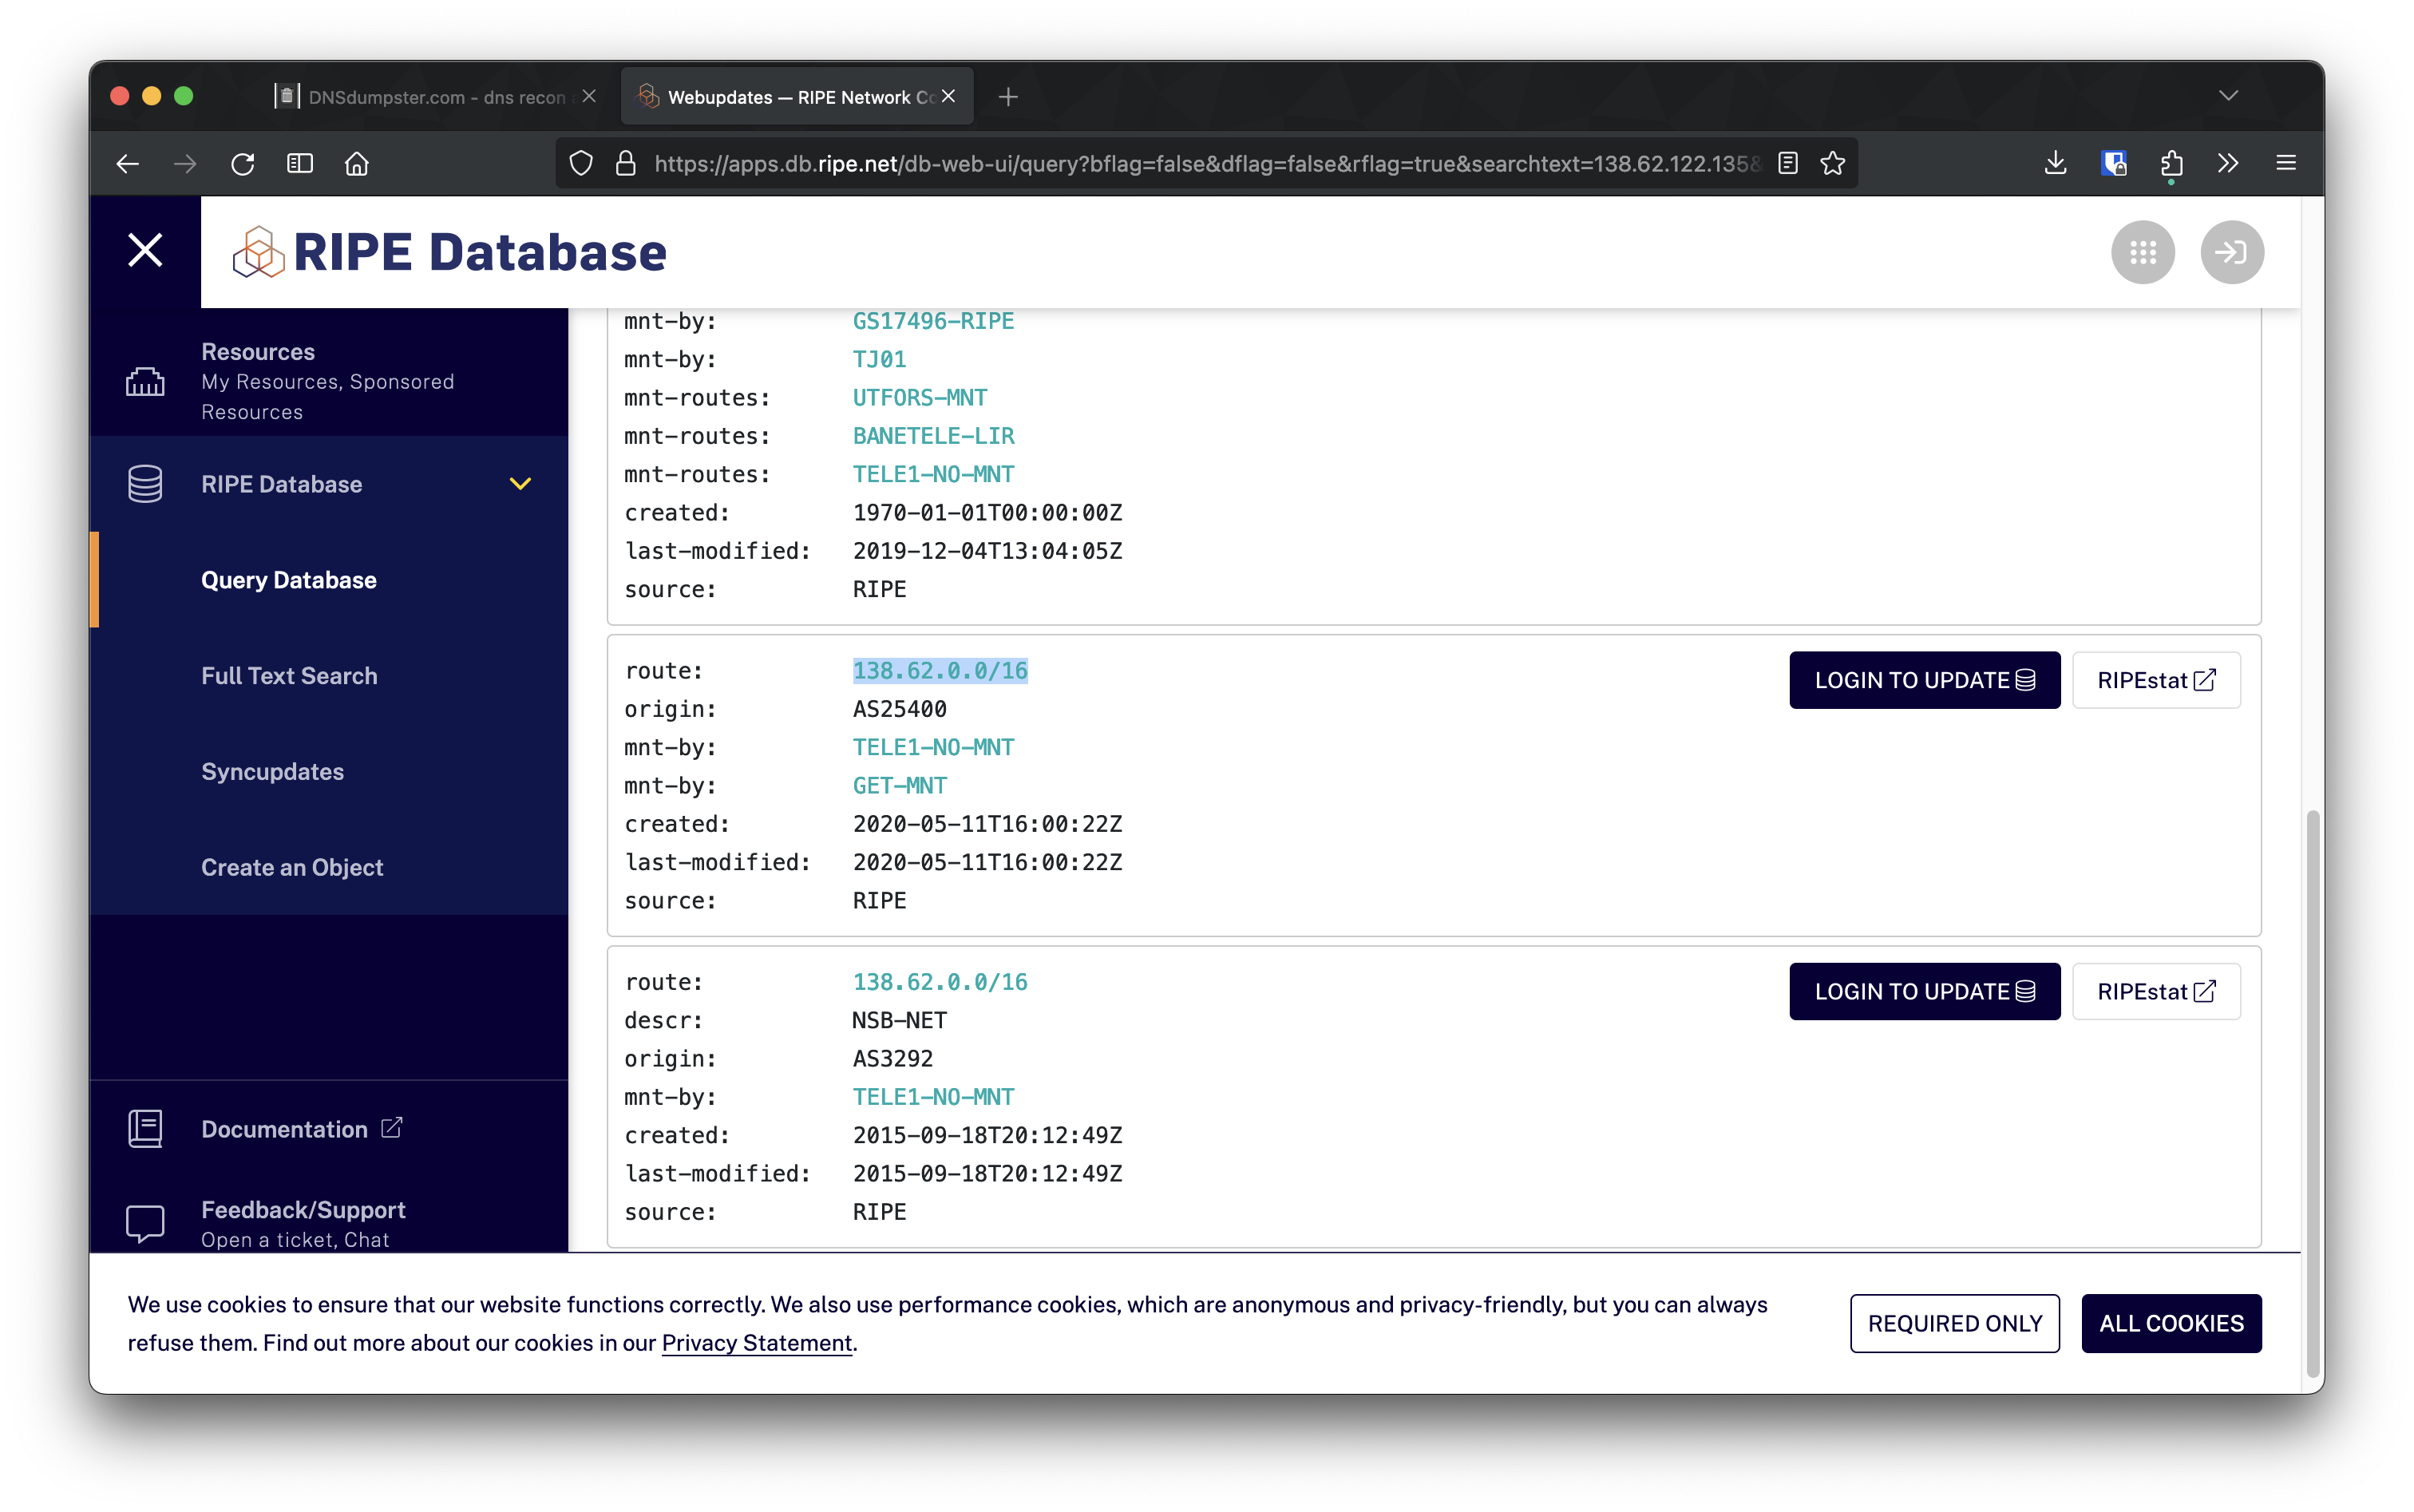 DNSdumpster.com - dns recon
Webupdates — RIPE Network Co
https://apps.db.ripe.net/db-web-ui/query?bflag=false&dflag=false&rflag=true&searchtext=138.62.122.135&
RIPE Database
Resources
My Resources, Sponsored
Resources
RIPE Database
Query Database
Full Text Search
Syncupdates
Create an Object
Documentation
Feedback/Support
Open a ticket, Chat
mnt-by: GS17496-RIPE
mnt-by: TJ01
mnt-routes: UTFORS-MNT
mnt-routes: BANETELE-LIR
mnt-routes: TELE1-NO-MNT
created: 1970-01-01T00:00:00Z
last-modified: 2019-12-04T13:04:05Z
source: RIPE
route: 138.62.0.0/16
LOGIN TO UPDATE RIPEstat
origin: AS25400
mnt-by: TELE1-NO-MNT
mnt-by: GET-MNT
created: 2020-05-11T16:00:22Z
last-modified: 2020-05-11T16:00:22Z
source: RIPE
route: 138.62.0.0/16
LOGIN TO UPDATE RIPEstat
descr: NSB-NET
origin: AS3292
mnt-by: TELE1-NO-MNT
created: 2015-09-18T20:12:49Z
last-modified: 2015-09-18T20:12:49Z
source: RIPE
We use cookies to ensure that our website functions correctly. We also use performance cookies, which are anonymous and privacy-friendly, but you can always
refuse them. Find out more about our cookies in our Privacy Statement.
REQUIRED ONLY
ALL COOKIES